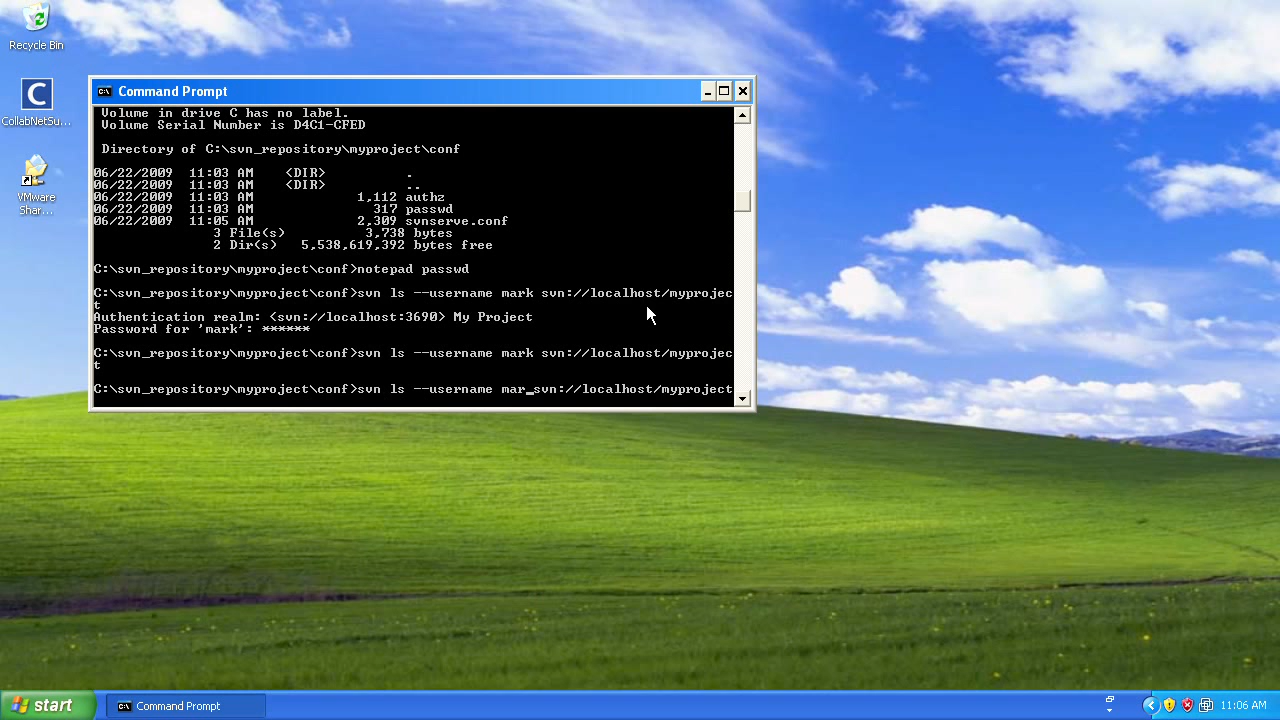 Recycle Bin
C
CollabNetSu...
VMware
Shar...
C:\
Command Prompt
Volume in drive C has no label.
Volume Serial Number is D4C1-CFED
Directory of C:\svn_repository\myproject\conf
06/22/2009 11:03 AM <DIR> .
06/22/2009 11:03 AM <DIR> ..
06/22/2009 11:03 AM 1,112 authz
06/22/2009 11:03 AM 317 passwd
06/22/2009 11:05 AM 2,309 svnserve.conf
3 File(s) 3,738 bytes
2 Dir(s) 5,538,619,392 bytes free
C:\svn_repository\myproject\conf>notepad passwd
C:\svn_repository\myproject\conf>svn ls --username mark svn://localhost/myprojec
t
Authentication realm: <svn://localhost:3690> My Project
Password for 'mark': ******
C:\svn_repository\myproject\conf>svn ls --username mark svn://localhost/myprojec
t
C:\svn_repository\myproject\conf>svn ls --username mar_svn://localhost/myproject
start
C:\
Command Prompt
11:06 AM